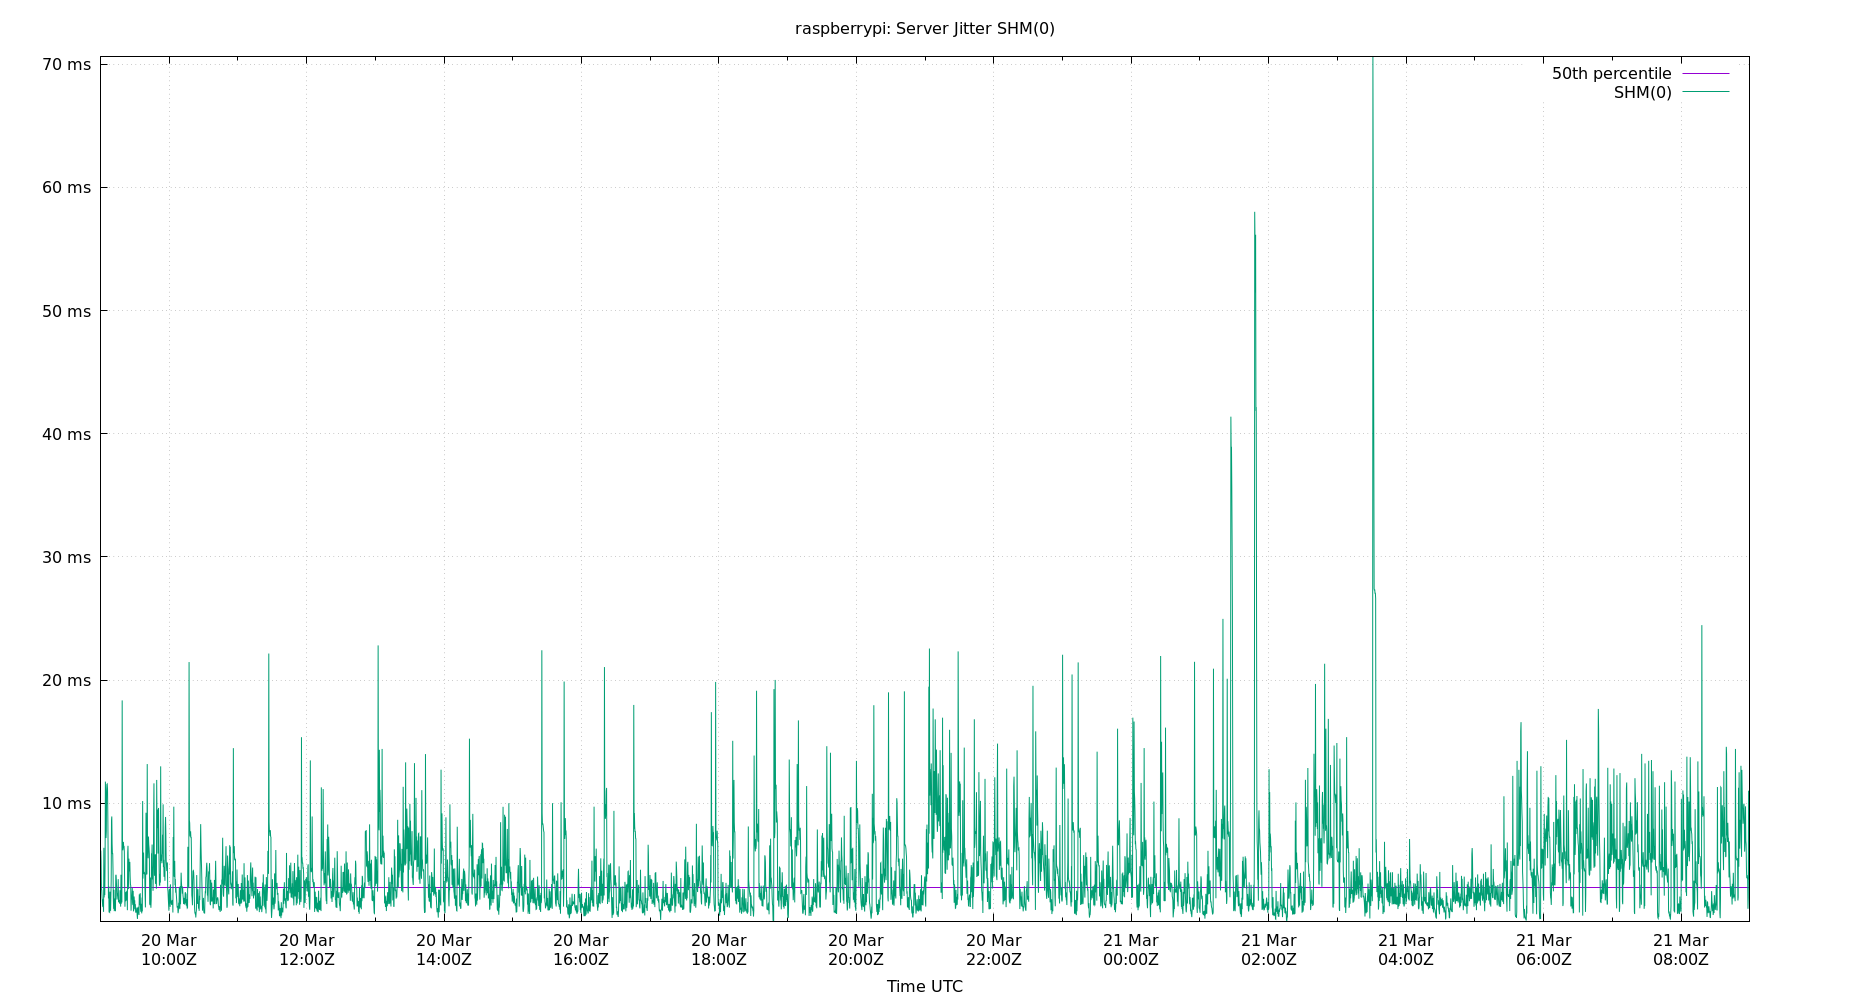 raspberrypi: Server Jitter SHM(0)
70 ms
60 ms
50 ms
40 ms
30 ms
20 ms
10 ms
50th percentile
SHM(0)
20 Mar 10:00Z
20 Mar 12:00Z
20 Mar 14:00Z
20 Mar 16:00Z
20 Mar 18:00Z
20 Mar 20:00Z
20 Mar 22:00Z
21 Mar 00:00Z
21 Mar 02:00Z
21 Mar 04:00Z
21 Mar 06:00Z
21 Mar 08:00Z
Time UTC